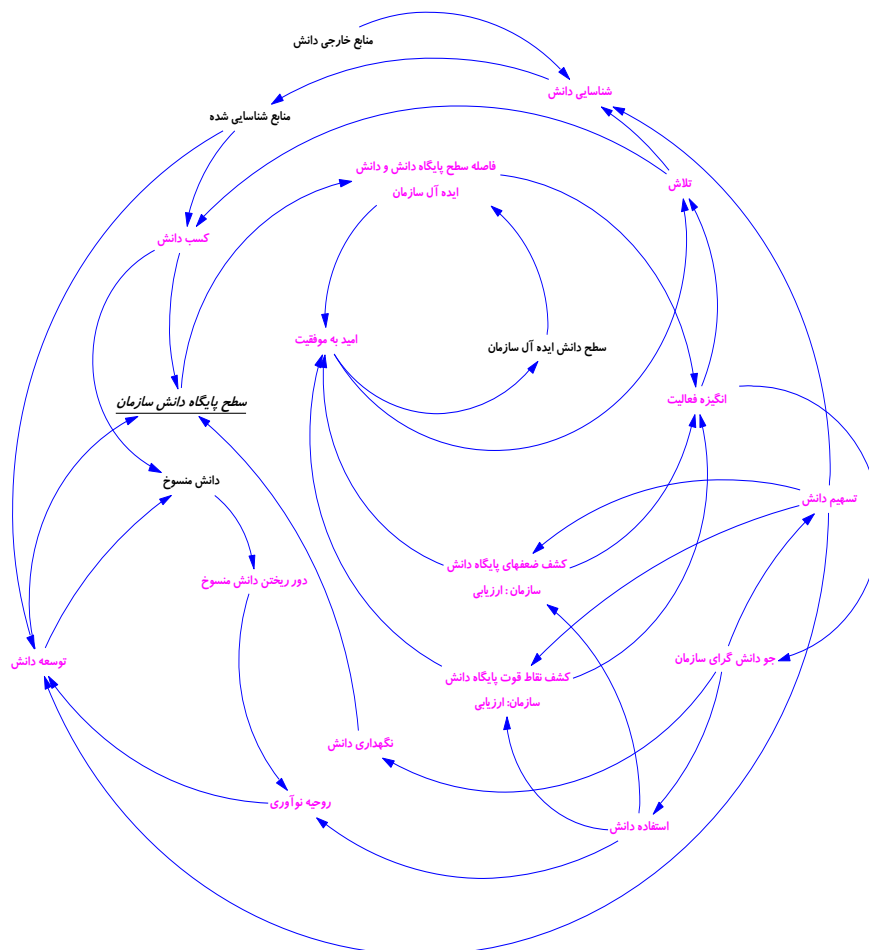 منابع خارجی دانش
شناسایی دانش
منابع شناسایی شده
فاصله سطح پایگاه دانش و دانش
ایده آل سازمان
تلاش
کسب دانش
امید به موفقیت
سطح دانش ایده آل سازمان
سطح پایگاه دانش سازمان
انگیزه فعالیت
دانش منسوخ
تسهیم دانش
کشف ضعفهای پایگاه دانش
سازمان : ارزیابی
دور ریختن دانش منسوخ
توسعه دانش
جو دانش گرای سازمان
کشف نقاط قوت پایگاه دانش
سازمان: ارزیابی
نگهداری دانش
روحیه نوآوری
استفاده دانش